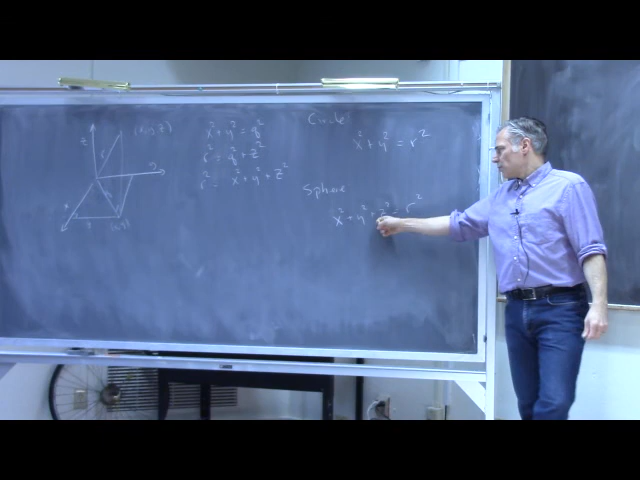 z
(x,y,z)
r
y
x
(x,y)
x² + y² = q²
r² = q² + z²
r² = x² + y² + z²
Circle
x² + y² = r²
Sphere
x² + y² + z² = r²